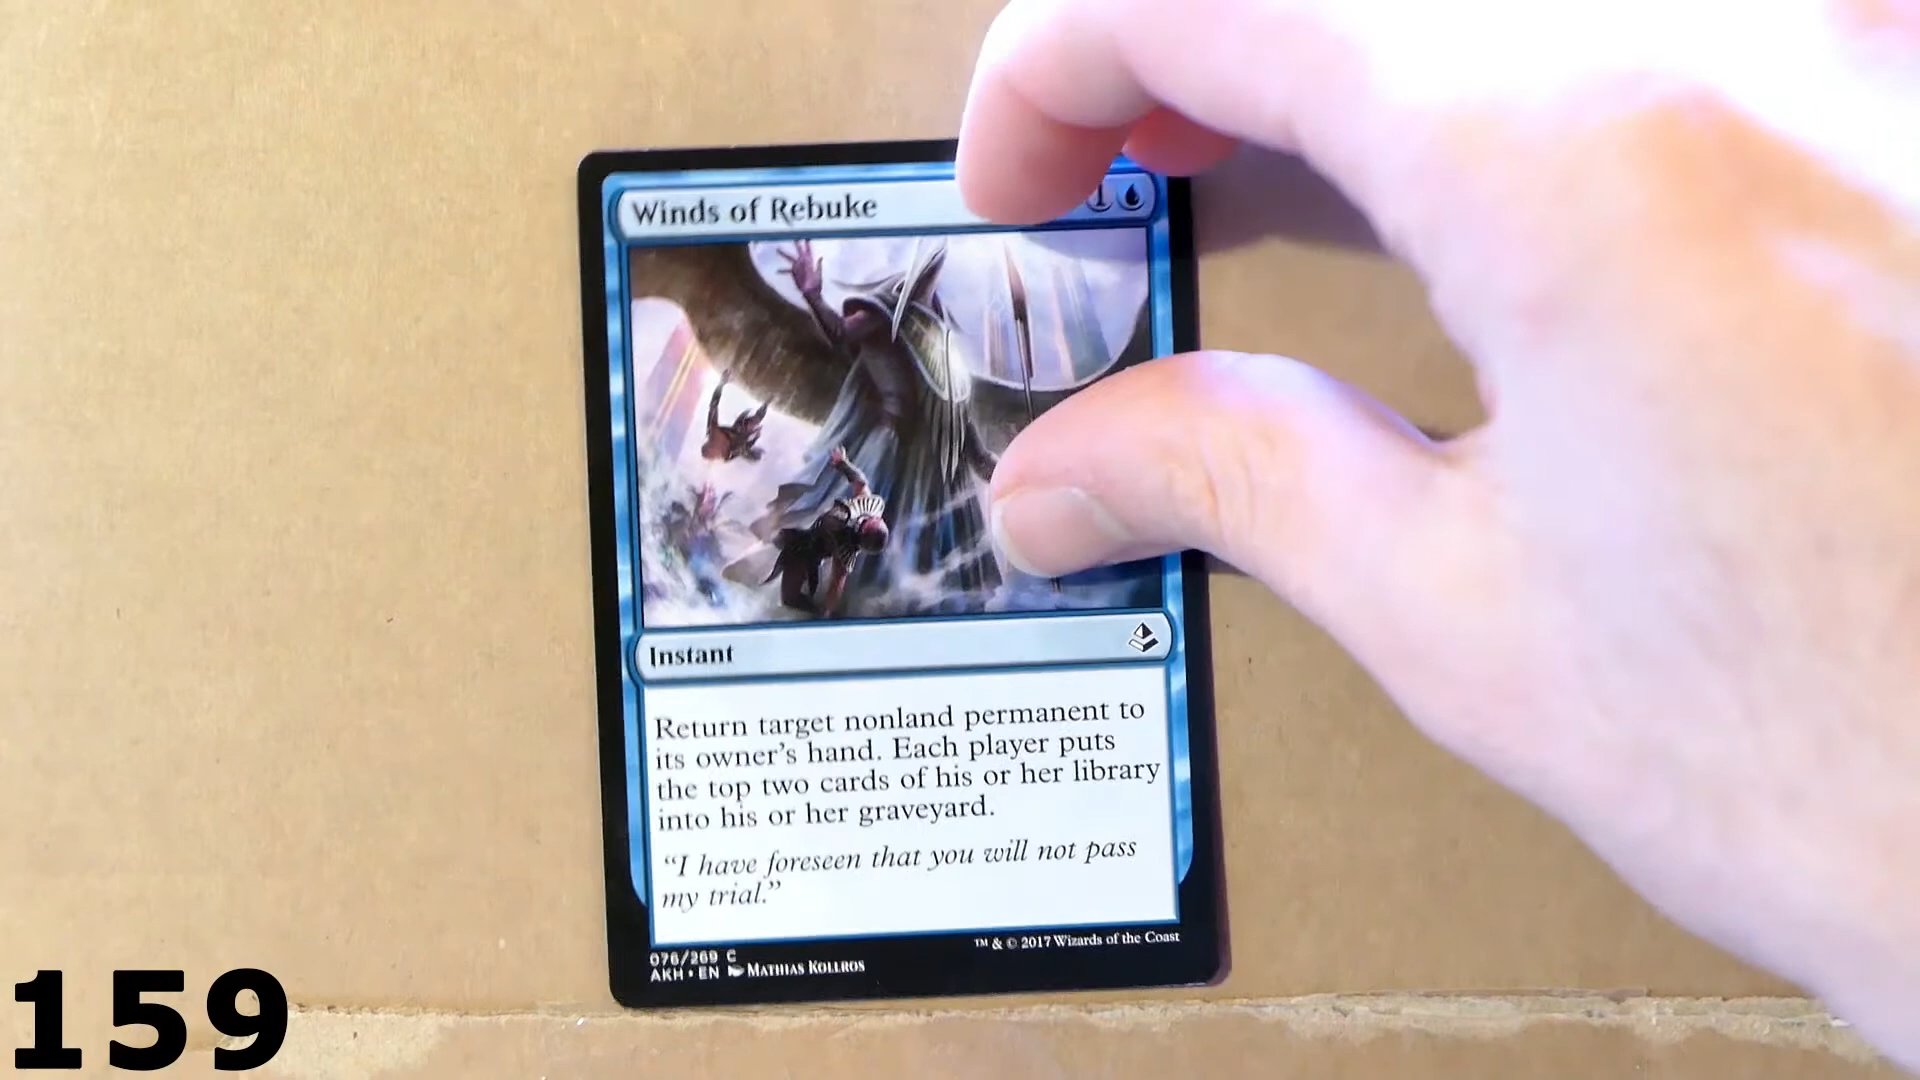 Winds of Rebuke
1
Instant
Return target nonland permanent to
its owner's hand. Each player puts
the top two cards of his or her library
into his or her graveyard.
"I have foreseen that you will not pass
my trial."
076/269 C
AKH • EN Mathias Kollros
™ & © 2017 Wizards of the Coast
159